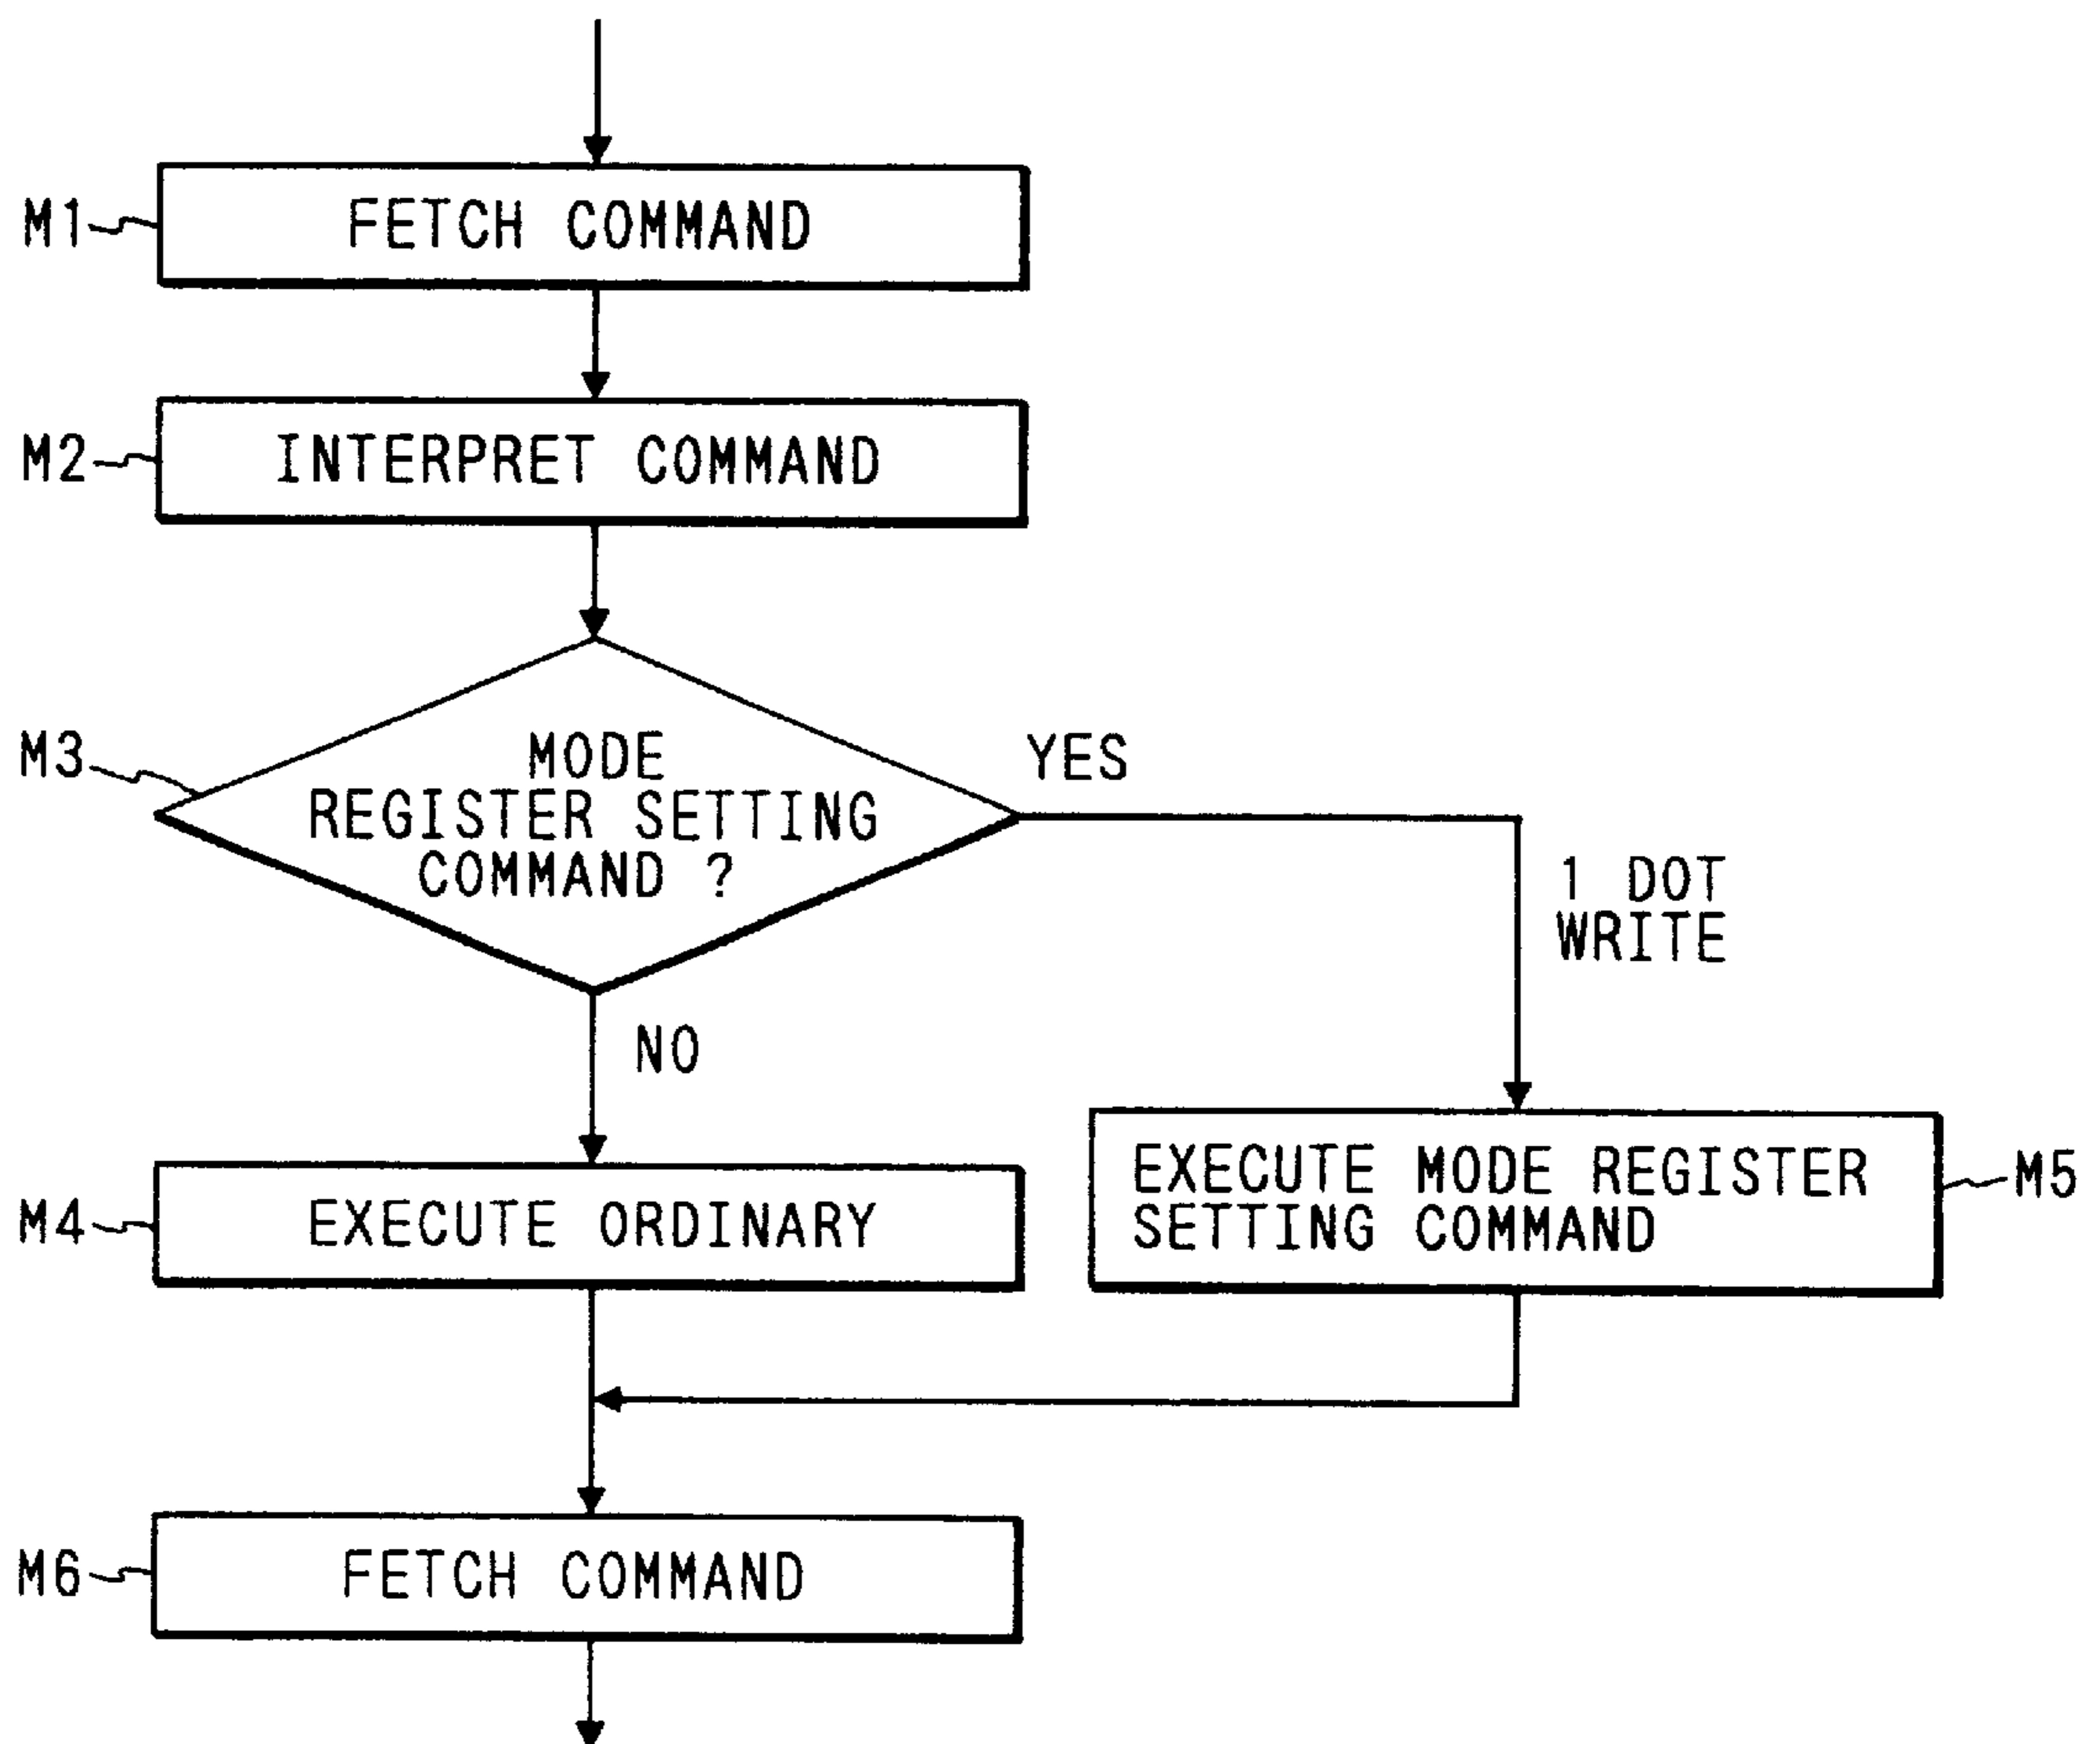 M1
FETCH COMMAND
M2
INTERPRET COMMAND
M3
MODE
REGISTER SETTING
COMMAND ?
YES
1 DOT
WRITE
NO
M4
EXECUTE ORDINARY
EXECUTE MODE REGISTER
SETTING COMMAND
M5
M6
FETCH COMMAND